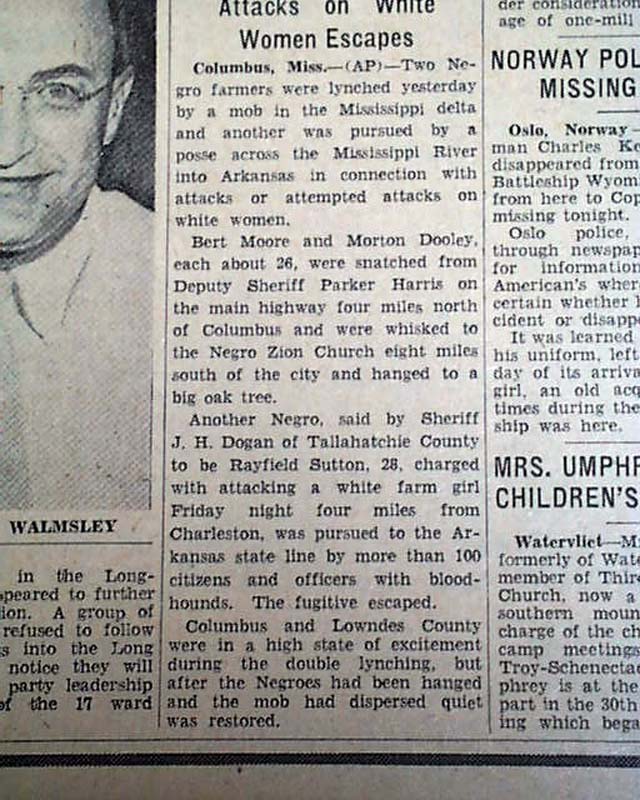 WALMSLEY
in the Long-
peared to further
ion. A group of
refused to follow
s into the Long
notice they will
party leadership
of the 17 ward
Attacks on White
Women Escapes
Columbus, Miss.—(AP)—Two Ne-
gro farmers were lynched yesterday
by a mob in the Mississippi delta
and another was pursued by a
posse across the Mississippi River
into Arkansas in connection with
attacks or attempted attacks on
white women.
Bert Moore and Morton Dooley,
each about 26, were snatched from
Deputy Sheriff Parker Harris on
the main highway four miles north
of Columbus and were whisked to
the Negro Zion Church eight miles
south of the city and hanged to a
big oak tree.
Another Negro, said by Sheriff
J. H. Dogan of Tallahatchie County
to be Rayfield Sutton, 28, charged
with attacking a white farm girl
Friday night four miles from
Charleston, was pursued to the Ar-
kansas state line by more than 100
citizens and officers with blood-
hounds. The fugitive escaped.
Columbus and Lowndes County
were in a high state of excitement
during the double lynching, but
after the Negroes had been hanged
and the mob had dispersed quiet
was restored.
der consideration
age of one-mill
NORWAY POL
MISSING
Oslo, Norway
man Charles Ke
disappeared from
Battleship Wyom
from here to Cop
missing tonight.
Oslo police,
through newspap
for information
American's wher
certain whether h
cident or disapp
It was learned
his uniform, left
day of its arriva
girl, an old acq
times during the
ship was here.
MRS. UMPHR
CHILDREN'S
Watervliet—M
formerly of Wate
member of Third
Church, now a
southern moun
charge of the ch
camp meetings
Troy-Schenecta
phrey is at the
part in the 30th
ing which bega